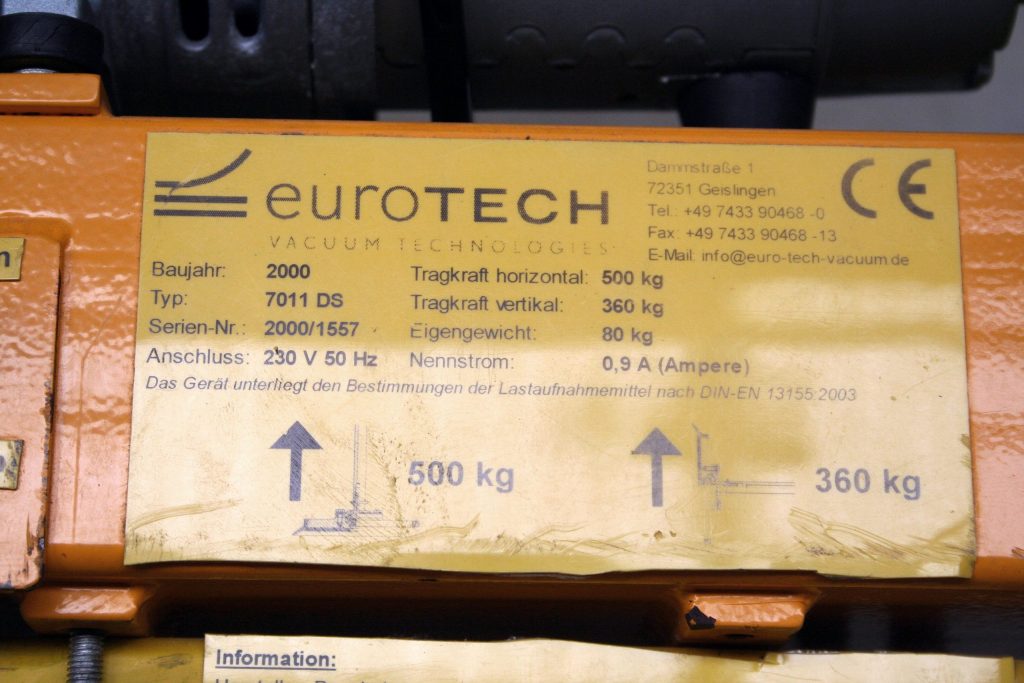 euroTECH
VACUUM TECHNOLOGIES
Dammstraße 1
72351 Geislingen
Tel.: +49 7433 90468 -0
Fax: +49 7433 90468 -13
E-Mail: info@euro-tech-vacuum.de
CE
Baujahr: 2000 Tragkraft horizontal: 500 kg
Typ: 7011 DS Tragkraft vertikal: 360 kg
Serien-Nr.: 2000/1557 Eigengewicht: 80 kg
Anschluss: 230 V 50 Hz Nennstrom: 0,9 A (Ampere)
Das Gerät unterliegt den Bestimmungen der Lastaufnahmemittel nach DIN-EN 13155:2003
500 kg 360 kg
Information: